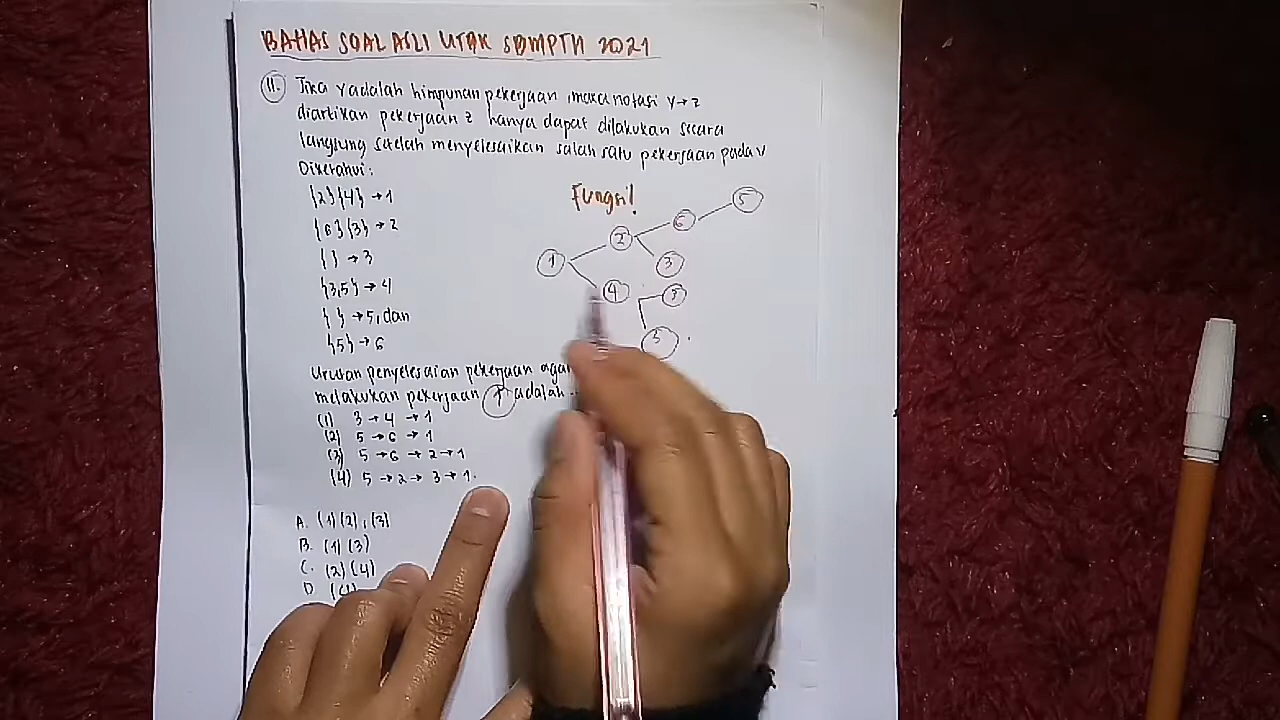 BAHAS SOAL ASLI UTBK SBMPTN 2021
11. Jika Y adalah himpunan pekerjaan, maka notasi Y→z
diartikan pekerjaan z hanya dapat dilakukan secara
langsung setelah menyelesaikan salah satu pekerjaan pada Y
Diketahui:
{2}{4} →1
{6}{3} →2
{ } →3
{3,5} →4
{ } →5, dan
{5} →6
Urutan penyelesaian pekerjaan agar
melakukan pekerjaan 1 adalah..
(1) 3 →4 →1
(2) 5 →6 →1
(3) 5 →6 →2→1
(4) 5 →2→ 3 →1.
A. (1)(2),(3)
B. (1) (3)
C. (2) (4)
D. (4)
Fungsi!
5
6
2
1
3
4
3